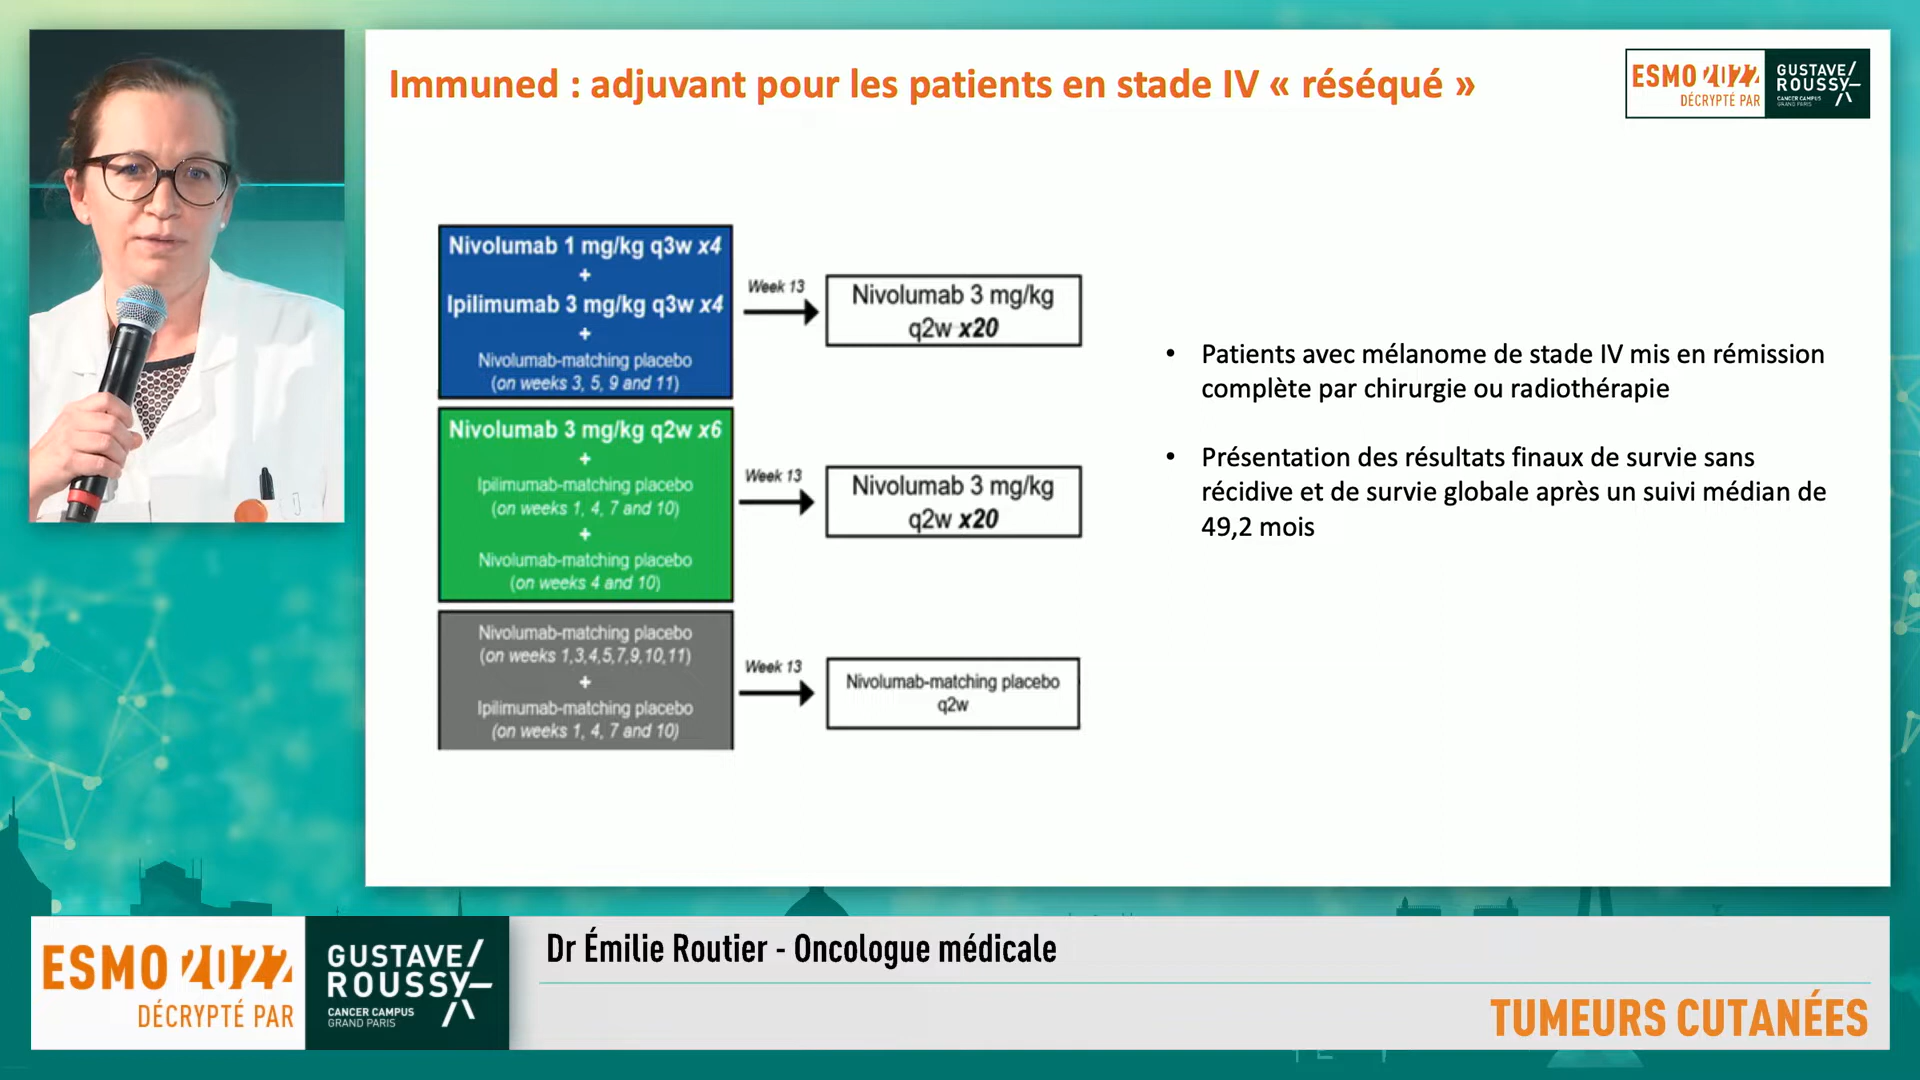 Immuned : adjuvant pour les patients en stade IV « réséqué »
ESMO 2022
DÉCRYPTÉ PAR
GUSTAVE/
ROUSSY
CANCER CAMPUS
GRAND PARIS
Nivolumab 1 mg/kg q3w x4
+
Ipilimumab 3 mg/kg q3w x4
+
Nivolumab-matching placebo
(on weeks 3, 5, 9 and 11)
Week 13
Nivolumab 3 mg/kg
q2w x20
Nivolumab 3 mg/kg q2w x6
+
Ipilimumab-matching placebo
(on weeks 1, 4, 7 and 10)
+
Nivolumab-matching placebo
(on weeks 4 and 10)
Week 13
Nivolumab 3 mg/kg
q2w x20
Nivolumab-matching placebo
(on weeks 1,3,4,5,7,9,10,11)
+
Ipilimumab-matching placebo
(on weeks 1, 4, 7 and 10)
Week 13
Nivolumab-matching placebo
q2w
• Patients avec mélanome de stade IV mis en rémission
complète par chirurgie ou radiothérapie
• Présentation des résultats finaux de survie sans
récidive et de survie globale après un suivi médian de
49,2 mois
ESMO 2022
DÉCRYPTÉ PAR
GUSTAVE/
ROUSSY
CANCER CAMPUS
GRAND PARIS
Dr Émilie Routier - Oncologue médicale
TUMEURS CUTANÉES